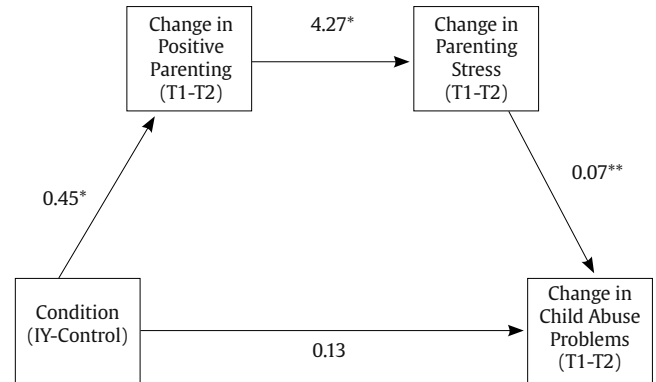 Change in
Positive
Parenting
(T1-T2)
4.27*
Change in
Parenting
Stress
(T1-T2)
0.45*
0.07**
Condition
(IY-Control)
0.13
Change in
Child Abuse
Problems
(T1-T2)